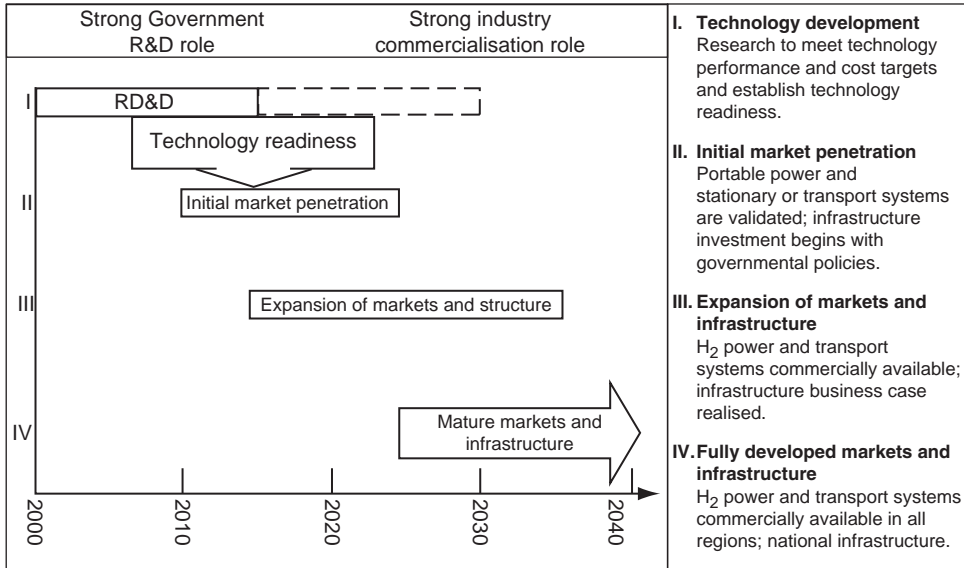 Strong Government
R&D role
Strong industry
commercialisation role
I
RD&D
Technology readiness
II
Initial market penetration
III
Expansion of markets and structure
IV
Mature markets and
infrastructure
2000
2010
2020
2030
2040
I. Technology development
Research to meet technology
performance and cost targets
and establish technology
readiness.
II. Initial market penetration
Portable power and
stationary or transport systems
are validated; infrastructure
investment begins with
governmental policies.
III. Expansion of markets and
infrastructure
H₂ power and transport
systems commercially available;
infrastructure business case
realised.
IV. Fully developed markets and
infrastructure
H₂ power and transport systems
commercially available in all
regions; national infrastructure.